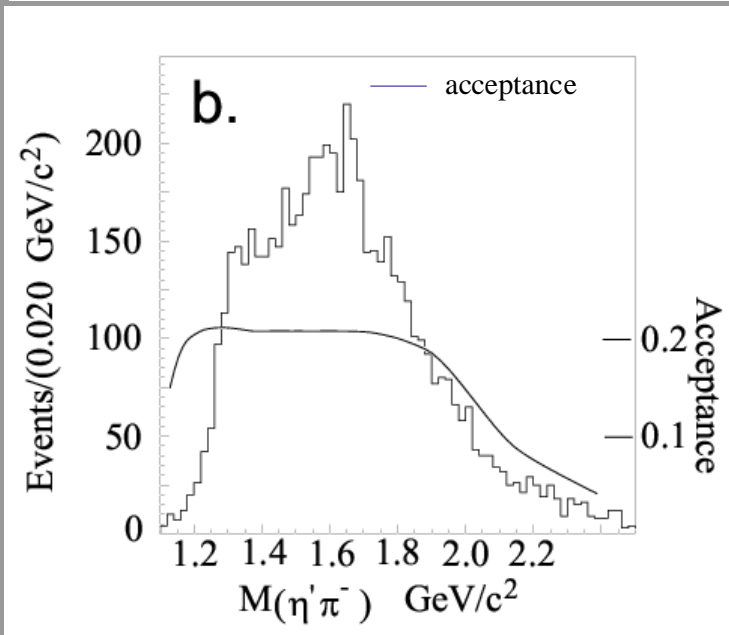 b.
acceptance
Events/(0.020 GeV/c²)
200
150
100
50
0
0.2
0.1
Acceptance
1.2 1.4 1.6 1.8 2.0 2.2
M(η'π⁻) GeV/c²